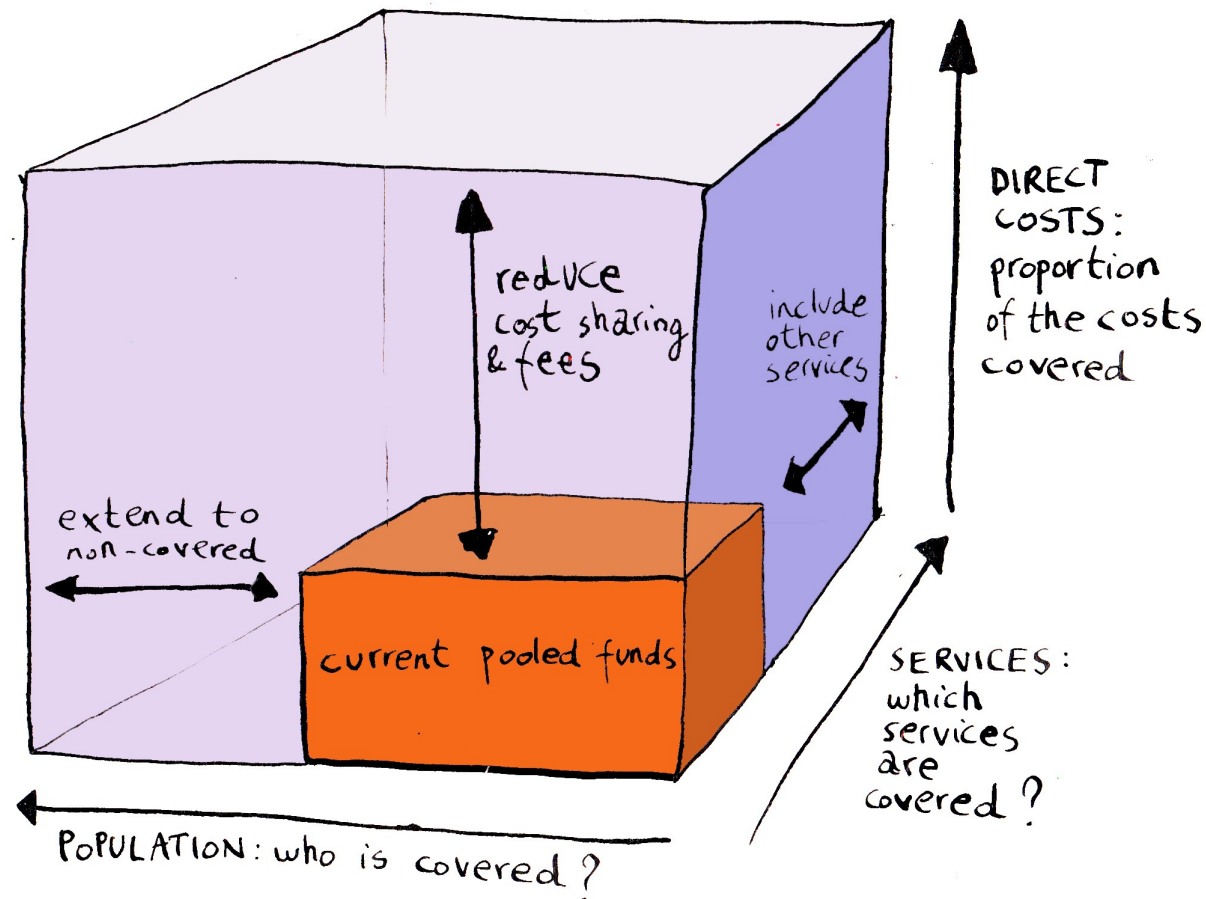 reduce
cost sharing
& fees
include
other
services
DIRECT
COSTS:
proportion
of the costs
covered
extend to
non-covered
current pooled funds
SERVICES:
which
services
are
covered?
POPULATION: who is covered?